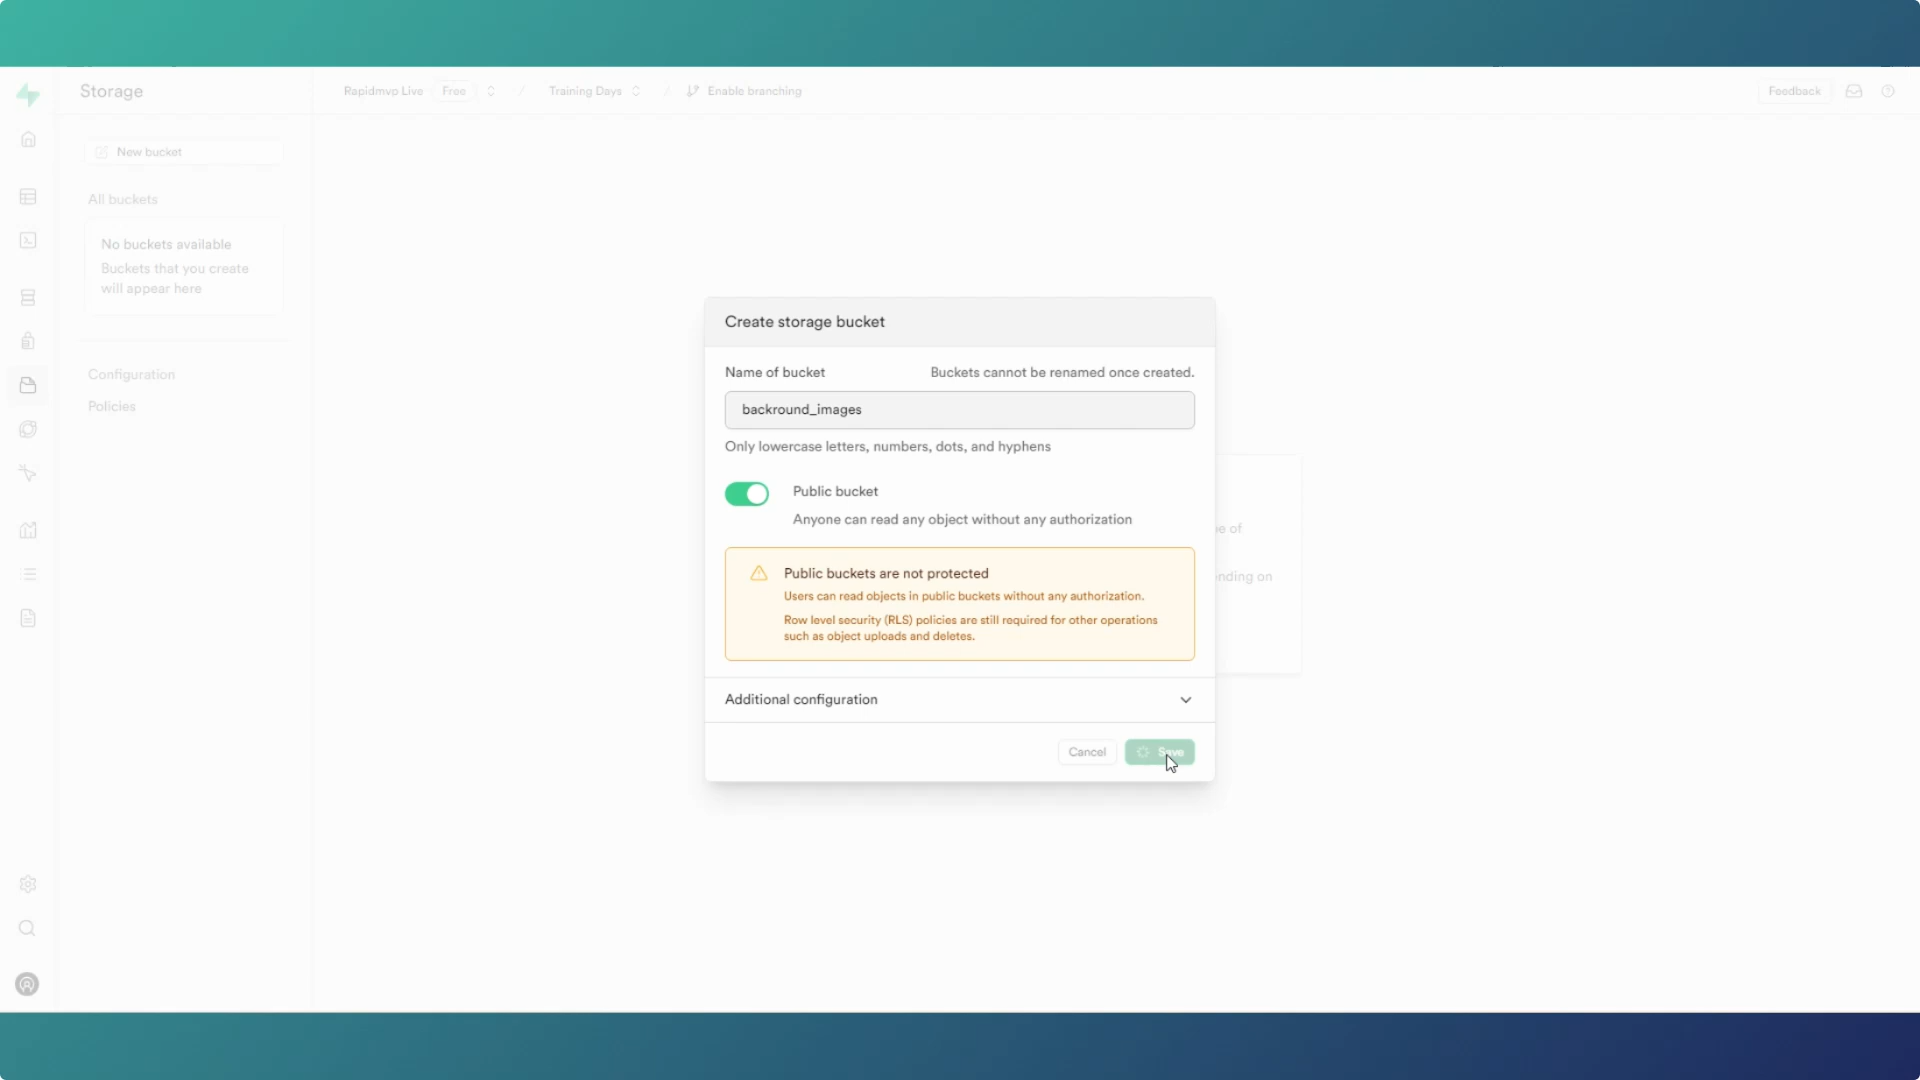 Storage
Rapidmvp Live Free / Training Days / Enable branching
Feedback
New bucket
All buckets
No buckets available
Buckets that you create
will appear here
Configuration
Policies
Create storage bucket
Name of bucket
Buckets cannot be renamed once created.
backround_images
Only lowercase letters, numbers, dots, and hyphens
Public bucket
Anyone can read any object without any authorization
Public buckets are not protected
Users can read objects in public buckets without any authorization.
Row level security (RLS) policies are still required for other operations
such as object uploads and deletes.
of
nding on
Additional configuration
Cancel
Save